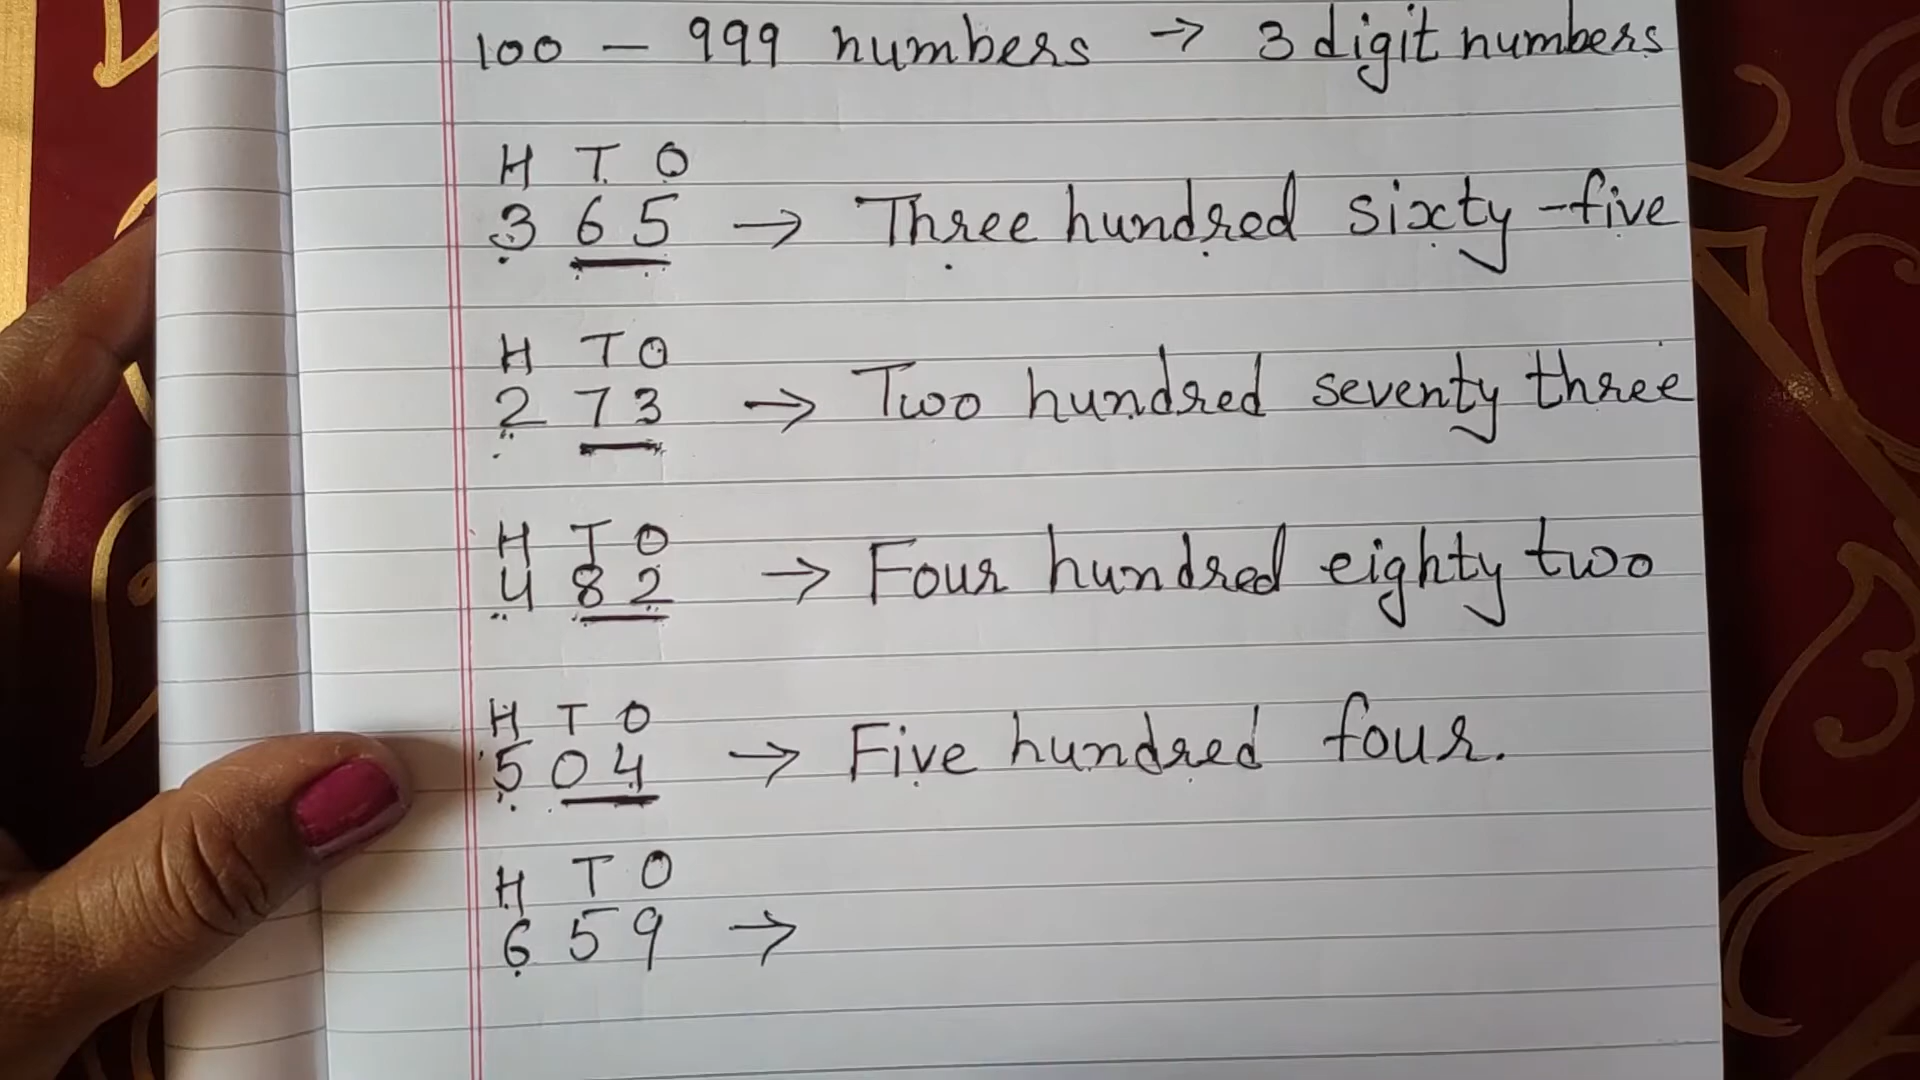 100 - 999 numbers → 3 digit numbers
H T O
3 6 5 → Three hundred sixty-five
H T O
2 7 3 → Two hundred seventy three
H T O
4 8 2 → Four hundred eighty two
H T O
5 0 4 → Five hundred four.
H T O
6 5 9 →